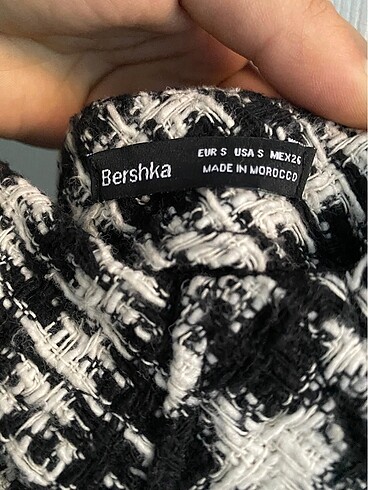 Bershka
EUR S USA S MEX26
MADE IN MOROCCO